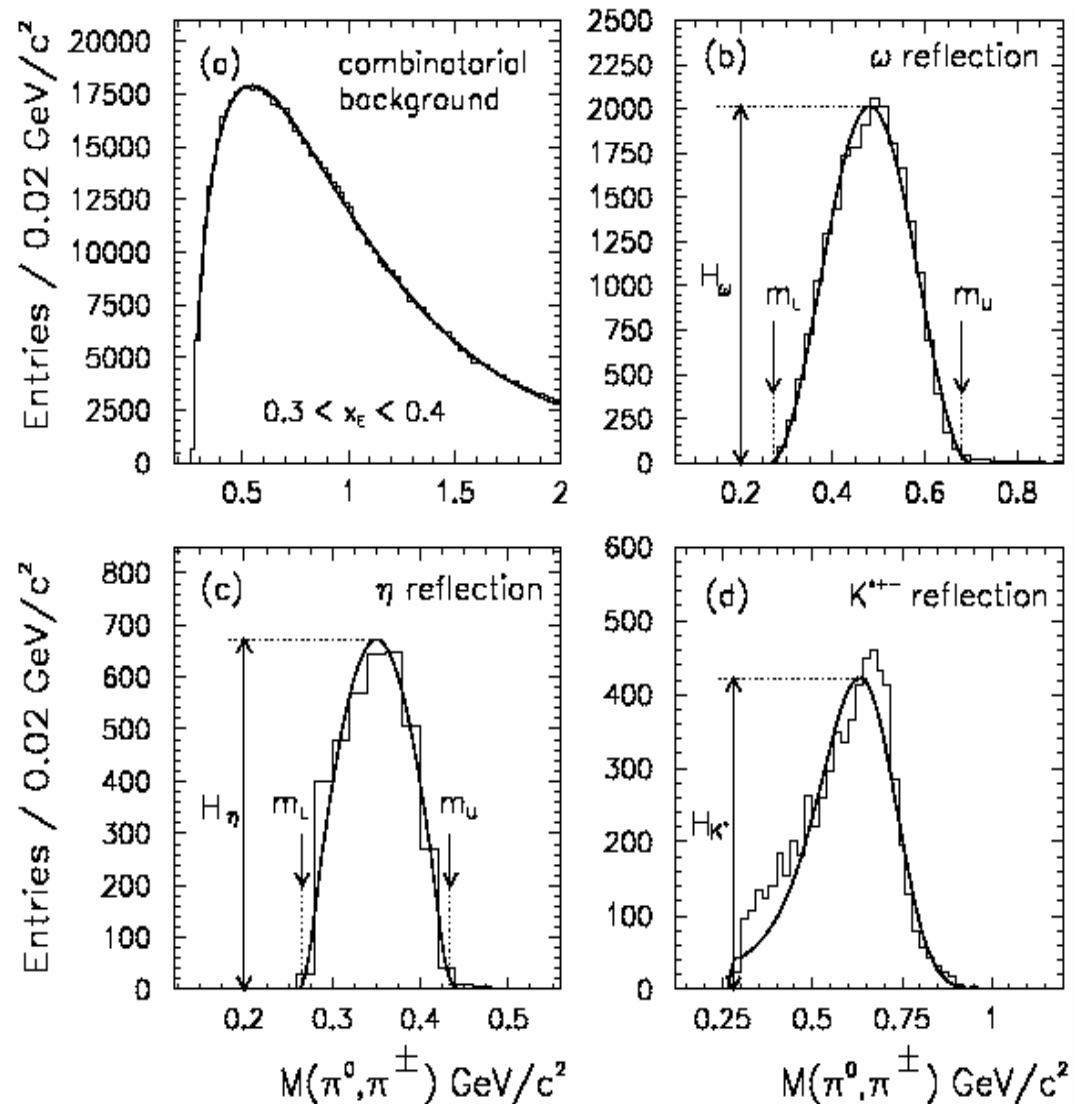 Entries / 0.02 GeV/c²
20000
17500
15000
12500
10000
7500
5000
2500
0
(a)
combinatorial
background
0.3 < x_E < 0.4
0.5
1
1.5
2
2500
2250
2000
1750
1500
1250
1000
750
500
250
0
(b)
ω reflection
H_ω
m_L
m_U
0.2
0.4
0.6
0.8
Entries / 0.02 GeV/c²
800
700
600
500
400
300
200
100
0
(c)
η reflection
H_η
m_L
m_U
0.2
0.3
0.4
0.5
M(π⁰,π±) GeV/c²
600
500
400
300
200
100
0
(d)
K*+− reflection
H_K*
0.25
0.5
0.75
1
M(π⁰,π±) GeV/c²